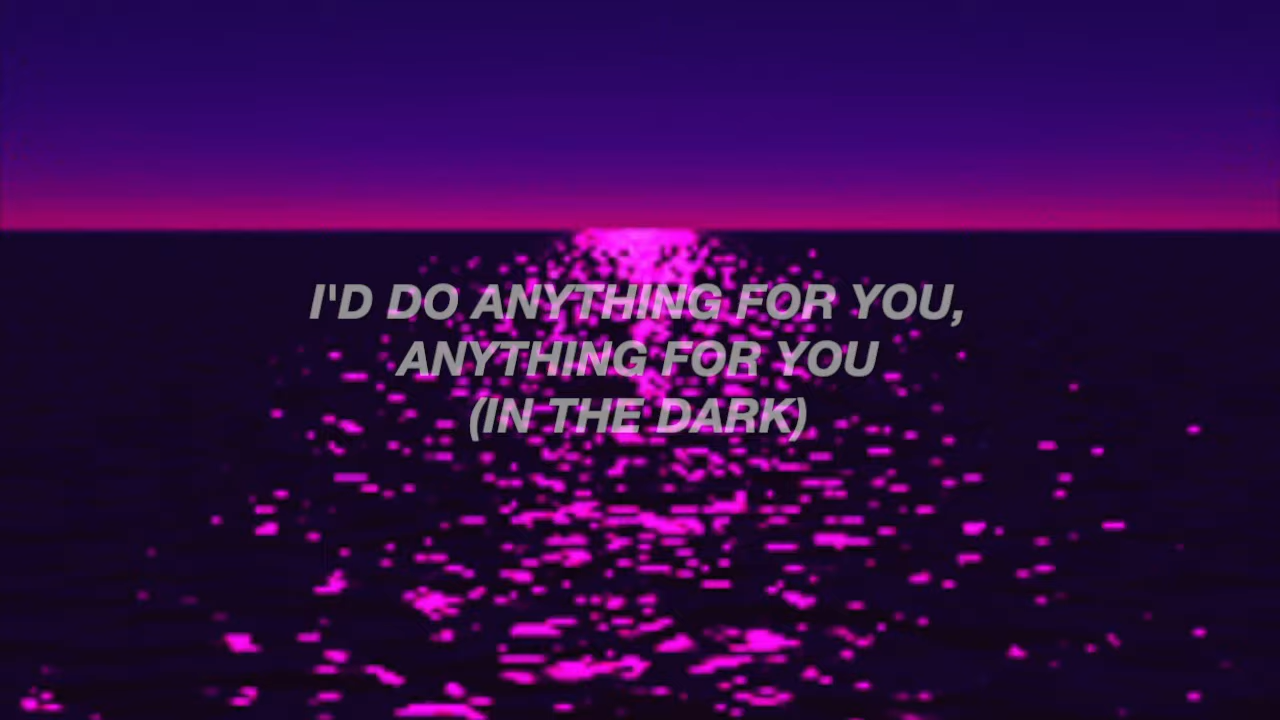 I'D DO ANYTHING FOR YOU,
ANYTHING FOR YOU
(IN THE DARK)